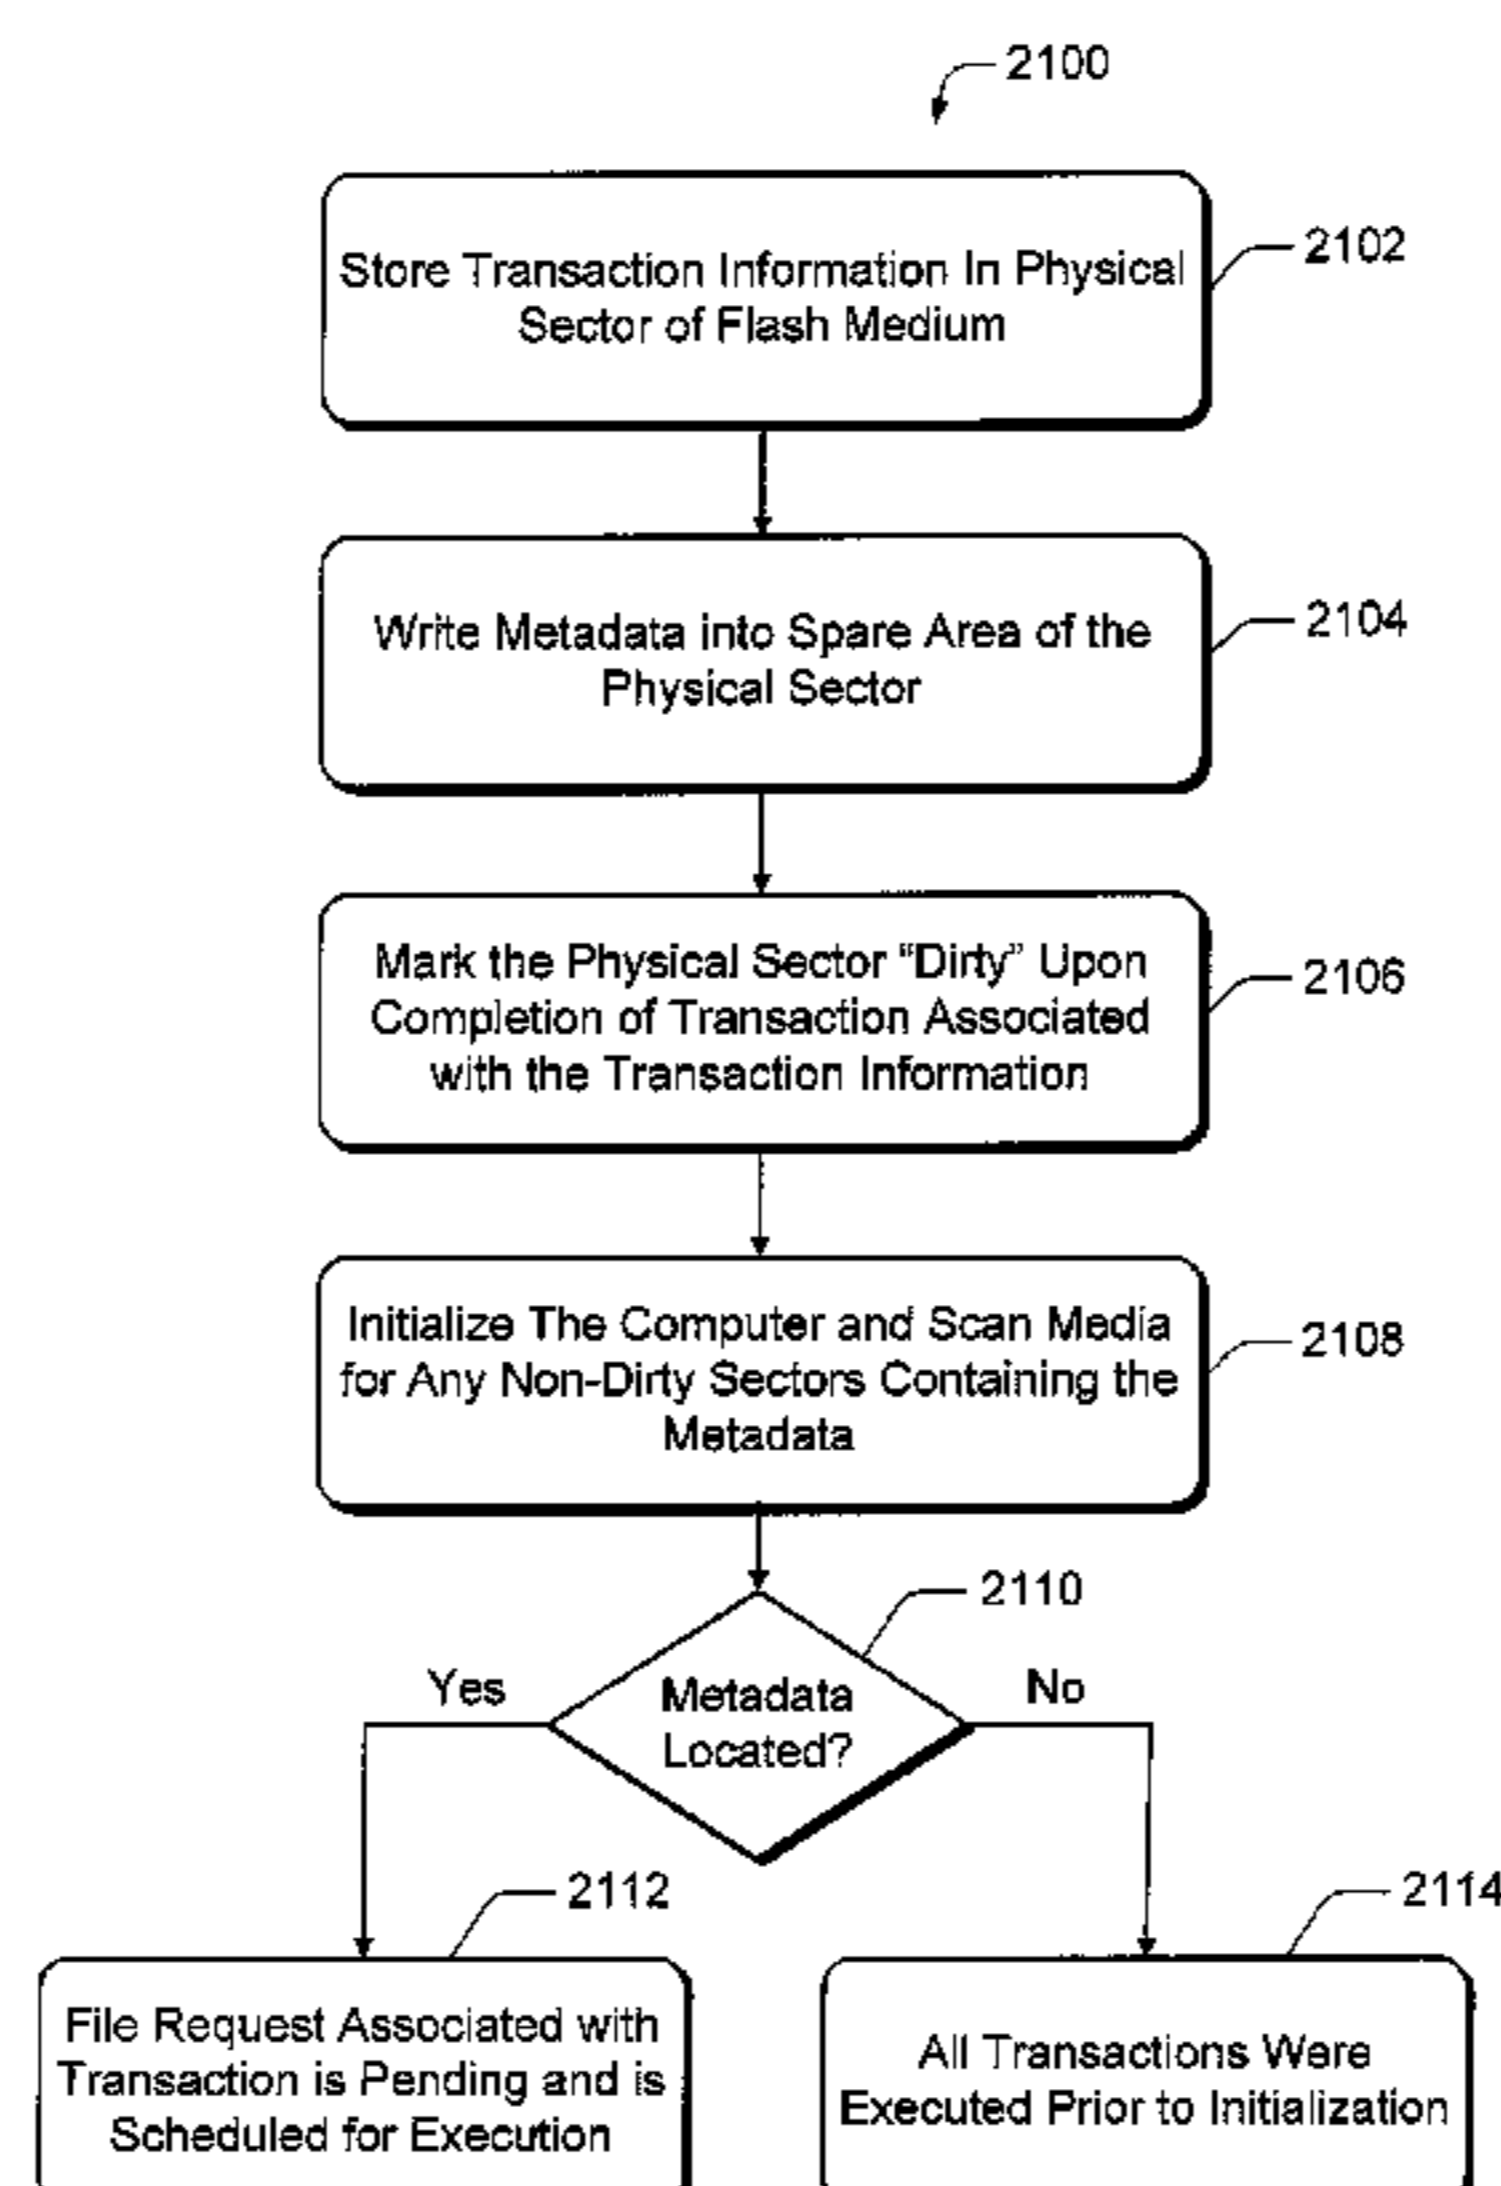 2100
Store Transaction Information In Physical
Sector of Flash Medium
2102
Write Metadata into Spare Area of the
Physical Sector
2104
Mark the Physical Sector “Dirty” Upon
Completion of Transaction Associated
with the Transaction Information
2106
Initialize The Computer and Scan Media
for Any Non-Dirty Sectors Containing the
Metadata
2108
2110
Yes
Metadata
Located?
No
2112
2114
File Request Associated with
Transaction is Pending and is
Scheduled for Execution
All Transactions Were
Executed Prior to Initialization